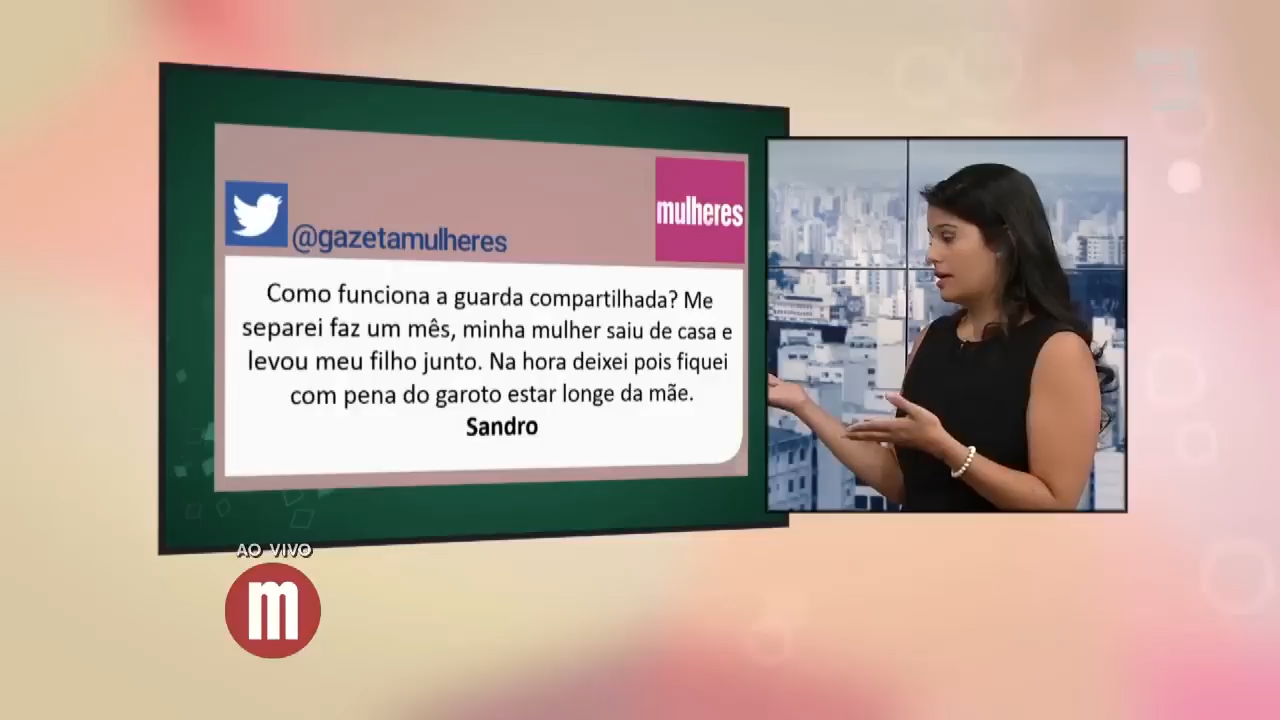 mulheres
@gazetamulheres
Como funciona a guarda compartilhada? Me
separei faz um mês, minha mulher saiu de casa e
levou meu filho junto. Na hora deixei pois fiquei
com pena do garoto estar longe da mãe.
Sandro
AO VIVO
m